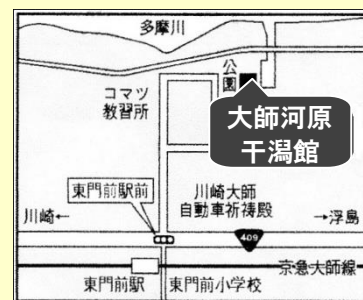 多摩川
公園
コマツ
教習所
大師河原
干潟館
東門前駅前
川崎大師
自動車祈祷殿
川崎←
→浮島
409
京急大師線
東門前駅
東門前小学校